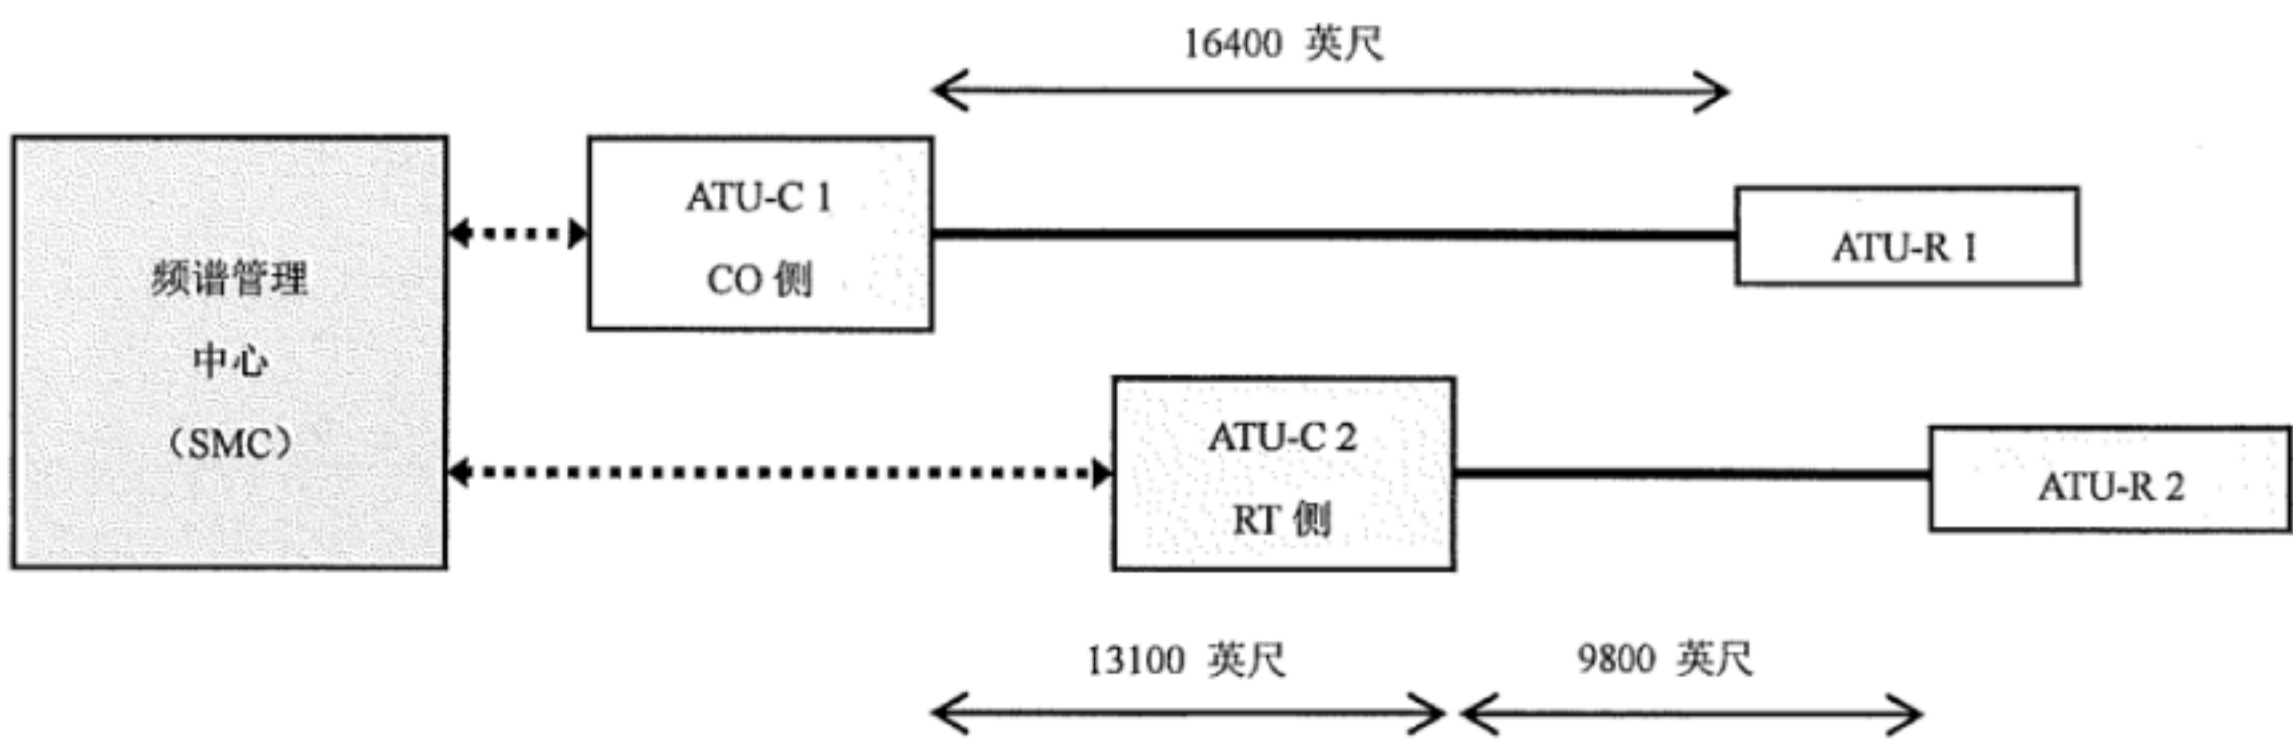 16400 英尺
频谱管理
中心
（SMC）
ATU-C 1
CO 侧
ATU-R 1
ATU-C 2
RT 侧
ATU-R 2
13100 英尺
9800 英尺